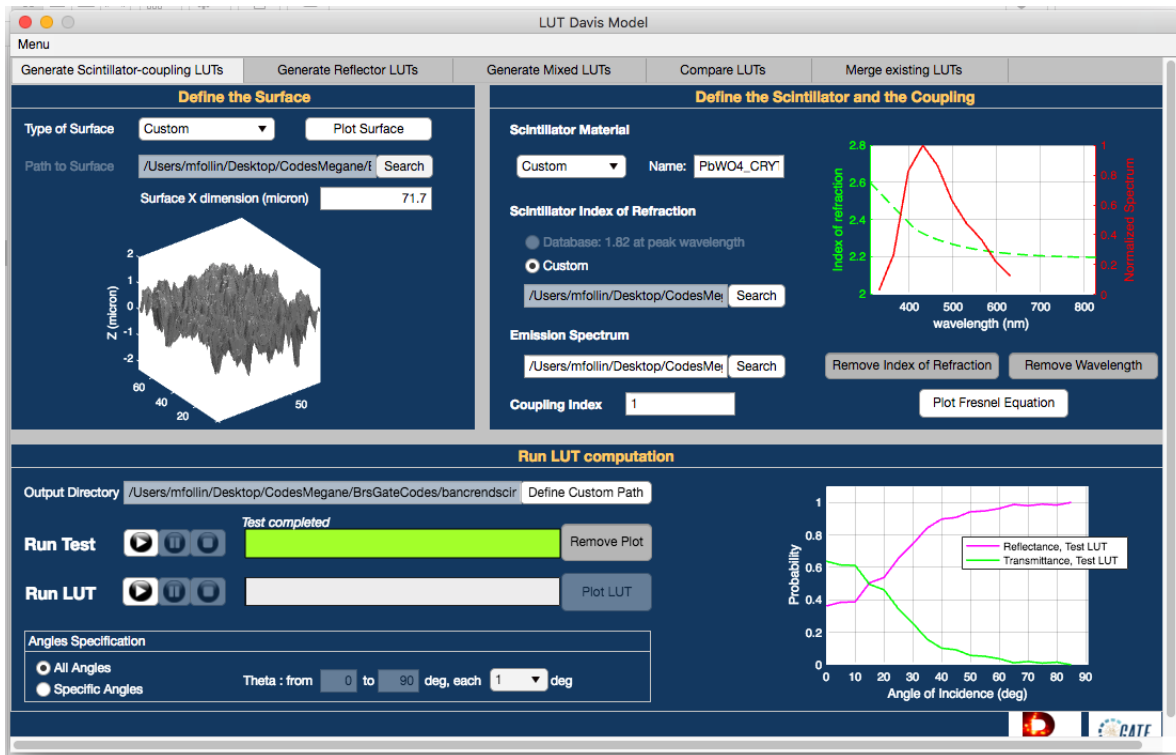 LUT Davis Model
Menu
Generate Scintillator-coupling LUTs Generate Reflector LUTs Generate Mixed LUTs Compare LUTs Merge existing LUTs
Define the Surface
Type of Surface Custom Plot Surface
Path to Surface /Users/mfollin/Desktop/CodesMegane/ Search
Surface X dimension (micron) 71.7
2
1
0
-1
-2
Z (micron)
60
40
20
50
Define the Scintillator and the Coupling
Scintillator Material
Custom Name: PbWO4_CRYT
Scintillator Index of Refraction
Database: 1.82 at peak wavelength
Custom
/Users/mfollin/Desktop/CodesMe Search
Emission Spectrum
/Users/mfollin/Desktop/CodesMe Search
Coupling Index 1
2.8
2.6
2.4
2.2
2
Index of refraction
1
0.8
0.6
0.4
0.2
0
Normalized Spectrum
400 500 600 700 800
wavelength (nm)
Remove Index of Refraction Remove Wavelength
Plot Fresnel Equation
Run LUT computation
Output Directory /Users/mfollin/Desktop/CodesMegane/BrsGateCodes/bancrendscir Define Custom Path
Test completed
Run Test Remove Plot
Run LUT Plot LUT
Angles Specification
All Angles
Specific Angles
Theta : from 0 to 90 deg, each 1 deg
1
0.8
0.6
0.4
0.2
0
Probability
Reflectance, Test LUT
Transmittance, Test LUT
0 10 20 30 40 50 60 70 80 90
Angle of Incidence (deg)
GATE